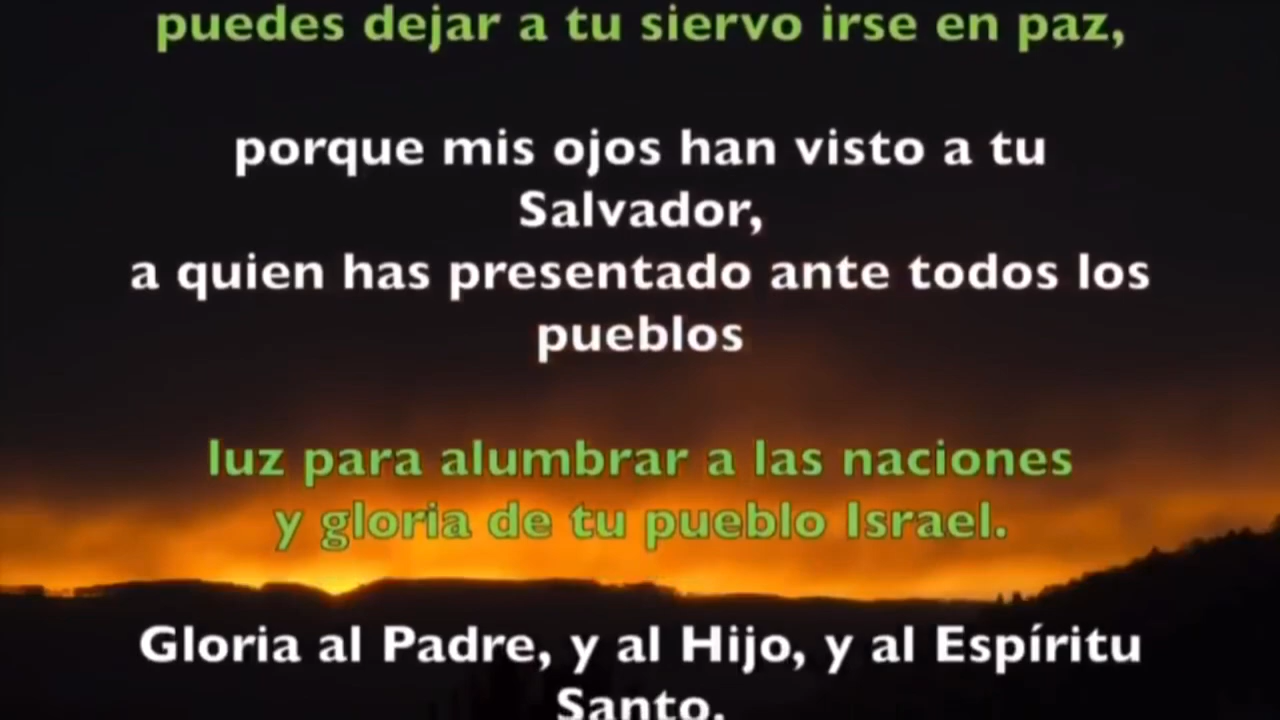 puedes dejar a tu siervo irse en paz,
porque mis ojos han visto a tu
Salvador,
a quien has presentado ante todos los
pueblos
luz para alumbrar a las naciones
y gloria de tu pueblo Israel.
Gloria al Padre, y al Hijo, y al Espíritu
Santo.